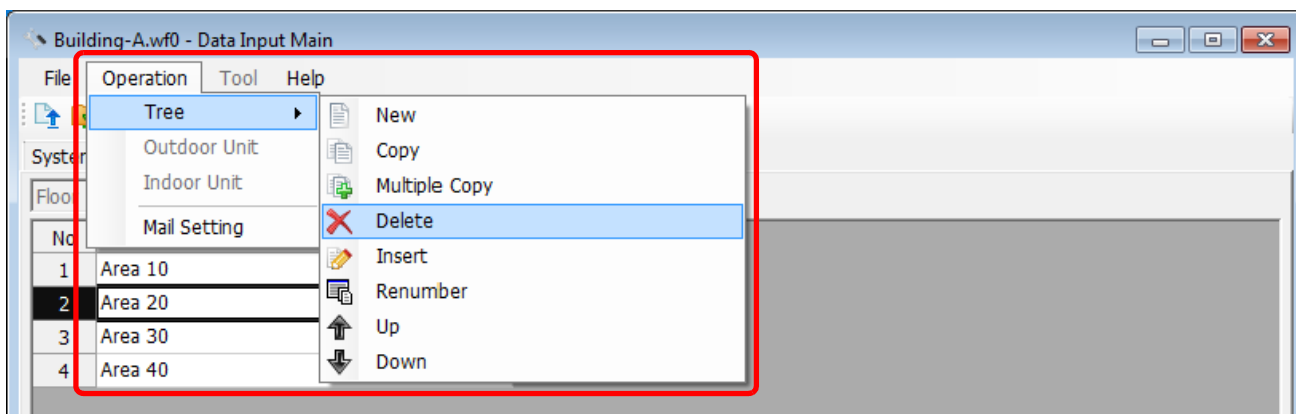 Building-A.wf0 - Data Input Main
File Operation Tool Help
Tree
Outdoor Unit
Indoor Unit
Mail Setting
New
Copy
Multiple Copy
Delete
Insert
Renumber
Up
Down
1 Area 10
2 Area 20
3 Area 30
4 Area 40